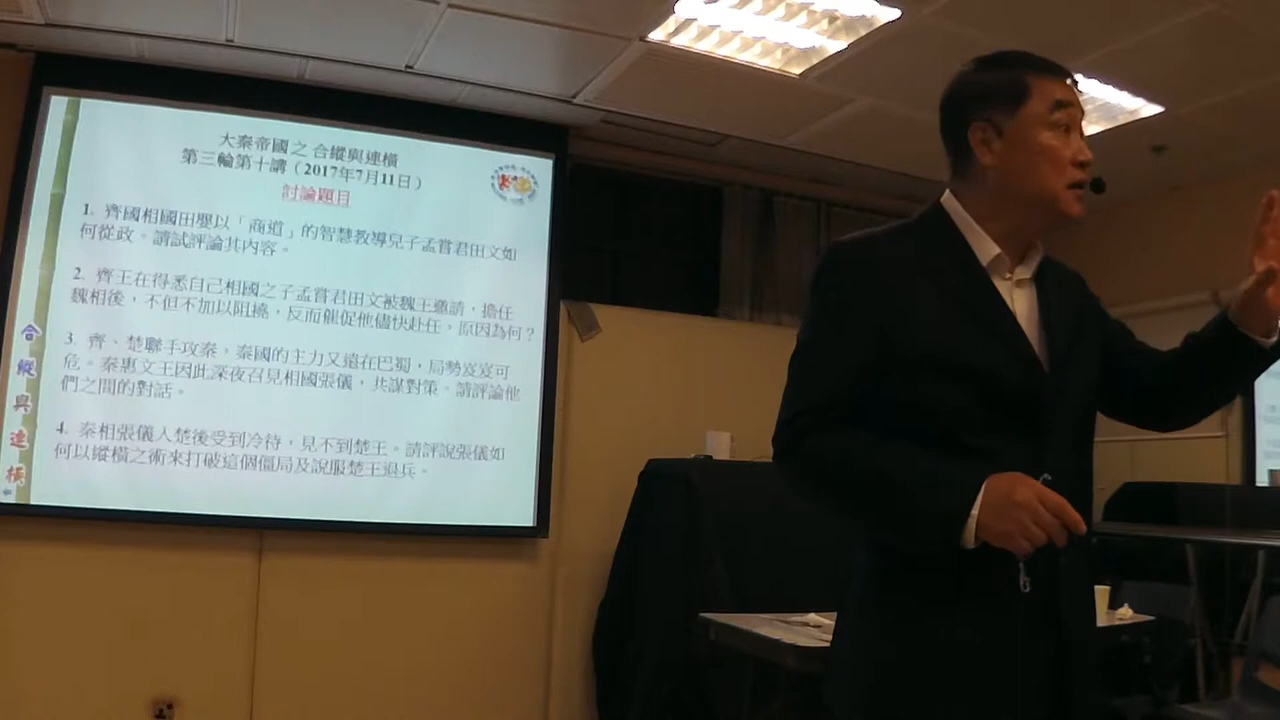 大秦帝國之 合縱與連橫
第三輪第十講（2017年7月11日）
討論題目
1. 齊國相國田嬰以「商道」的智慧教導兒子孟嘗君田文如
何從政。請試評論其內容。
2. 齊王在得悉自己相國之子孟嘗君田文被魏王邀請，擔任
魏相後，不但不加以阻撓，反而催促他儘快赴任，原因為何？
3. 齊、楚聯手攻秦，秦國的主力又遠在巴蜀，局勢岌岌可
危。秦惠文王因此深夜召見相國張儀，共謀對策。請評論他
們之間的對話。
4. 秦相張儀入楚後受到冷待，見不到楚王。請評說張儀如
何以縱橫之術來打破這個僵局及說服楚王退兵。
合縱與連橫